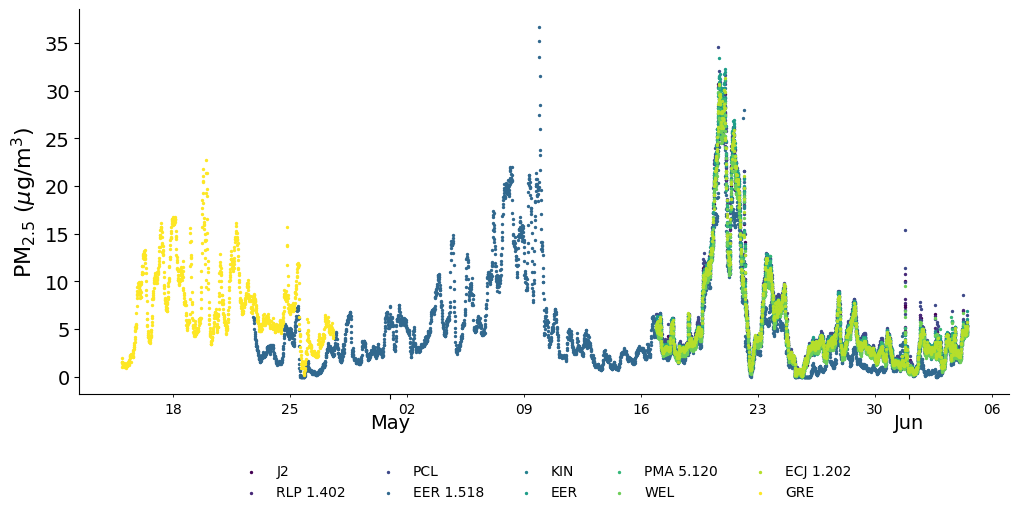 PM2.5 (μg/m3)
35
30
25
20
15
10
5
0
18 25 02 09 16 23 30 06
May Jun
J2 PCL KIN PMA 5.120 ECJ 1.202
RLP 1.402 EER 1.518 EER WEL GRE